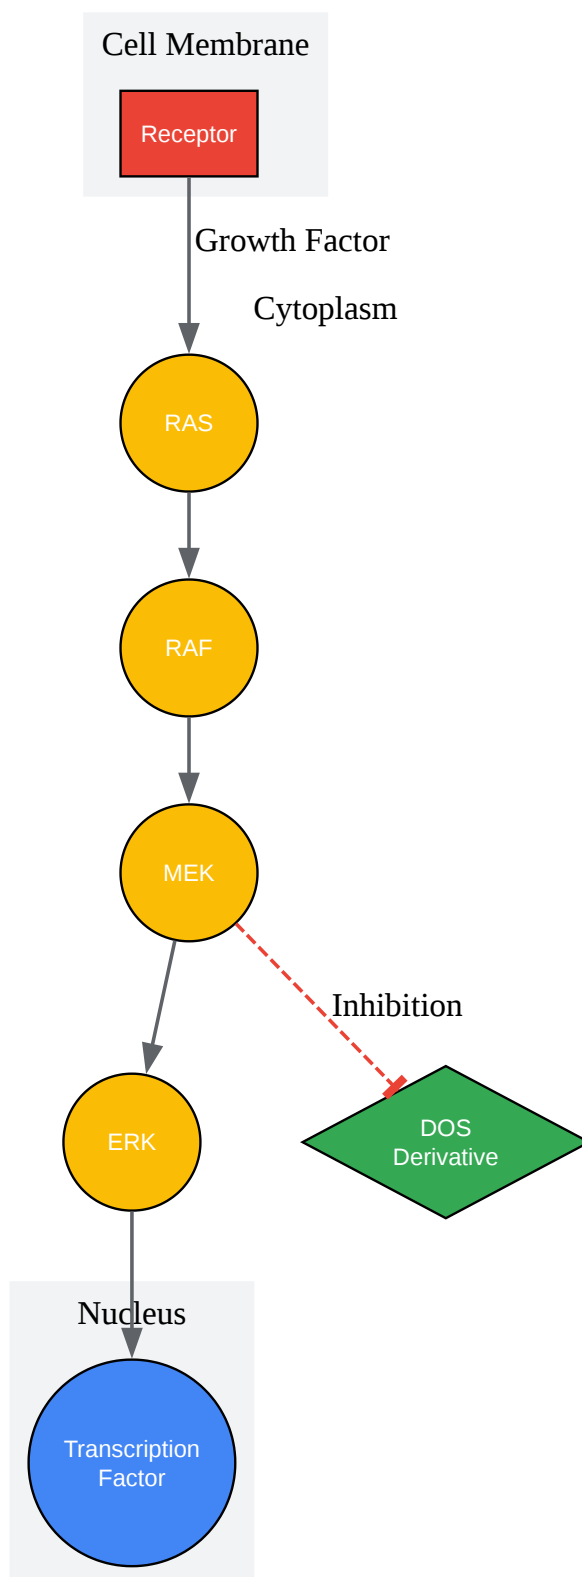 Cell Membrane
Receptor
Growth Factor
Cytoplasm
RAS
RAF
MEK
Inhibition
ERK
DOS
Derivative
Nucleus
Transcription
Factor